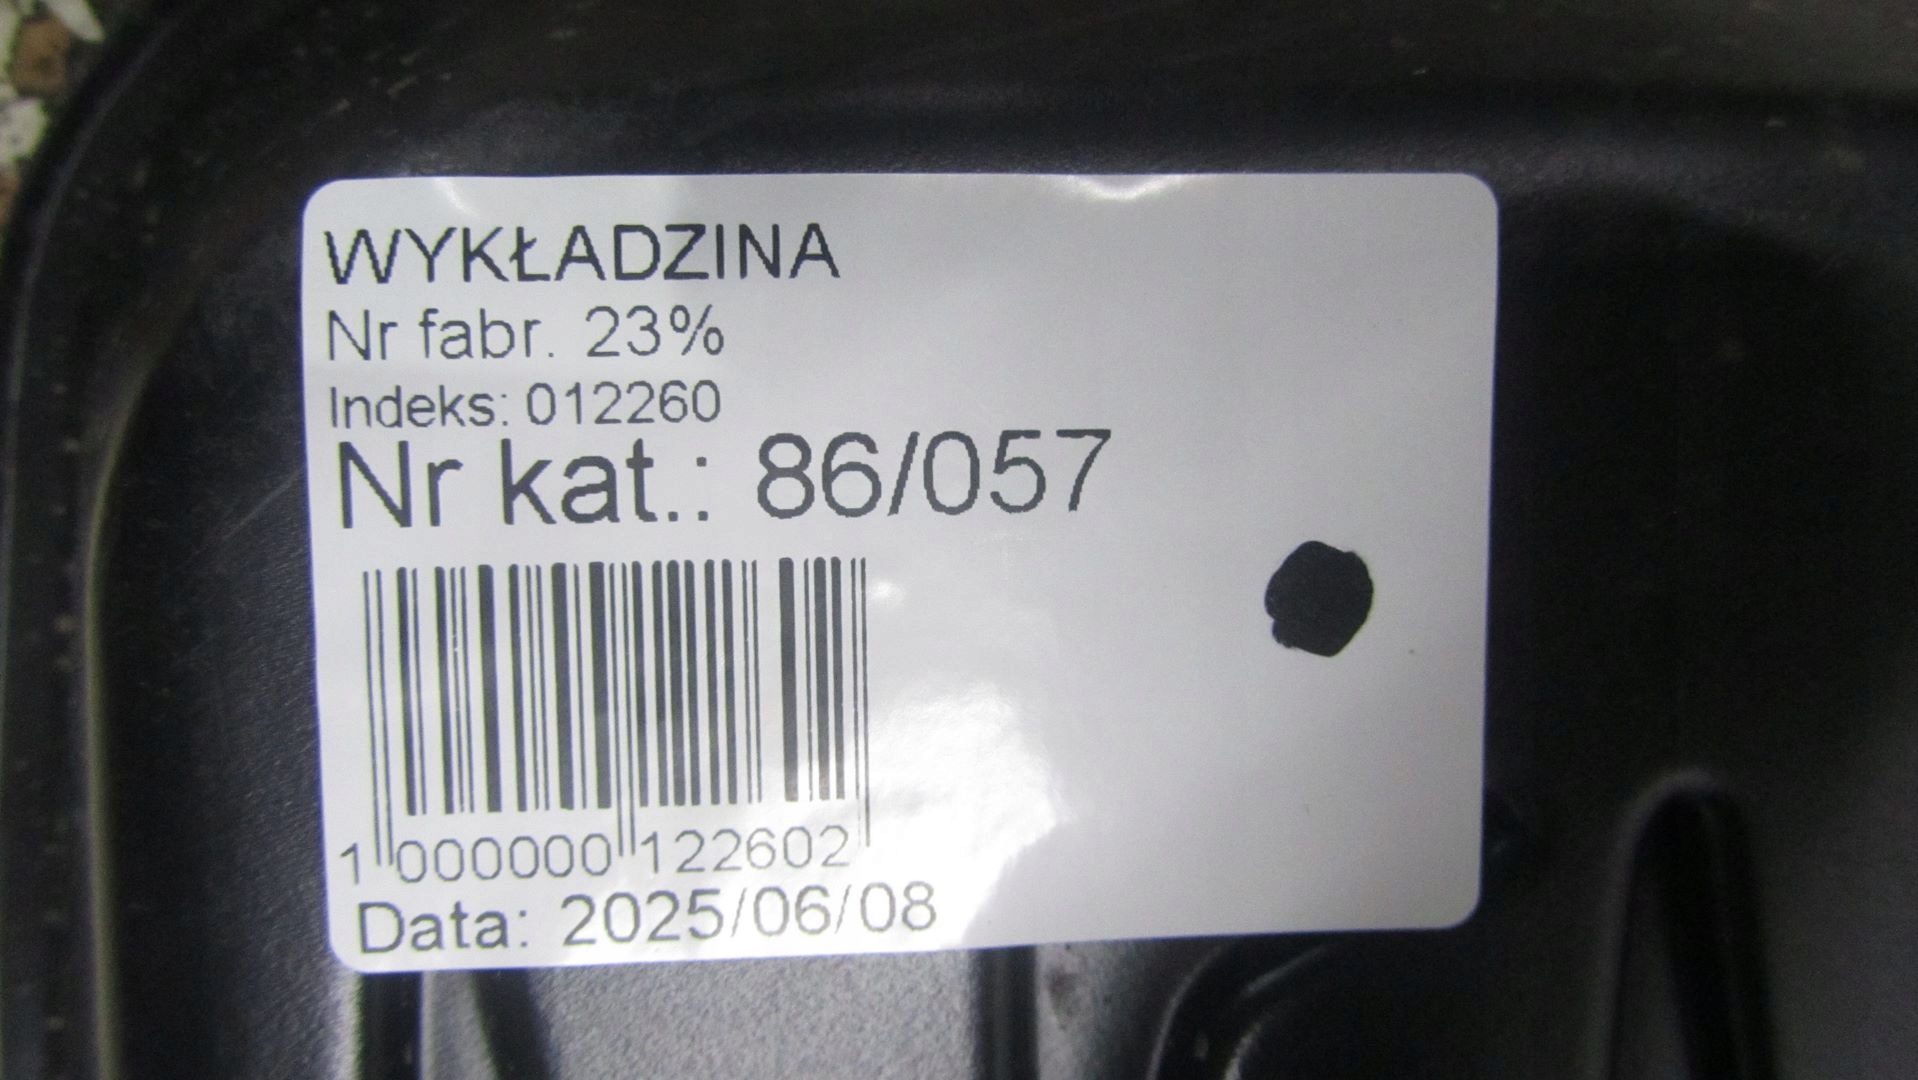 WYKŁADZINA
Nr fabr. 23%
Indeks: 012260
Nr kat.: 86/057
1 000000 122602
Data: 2025/06/08